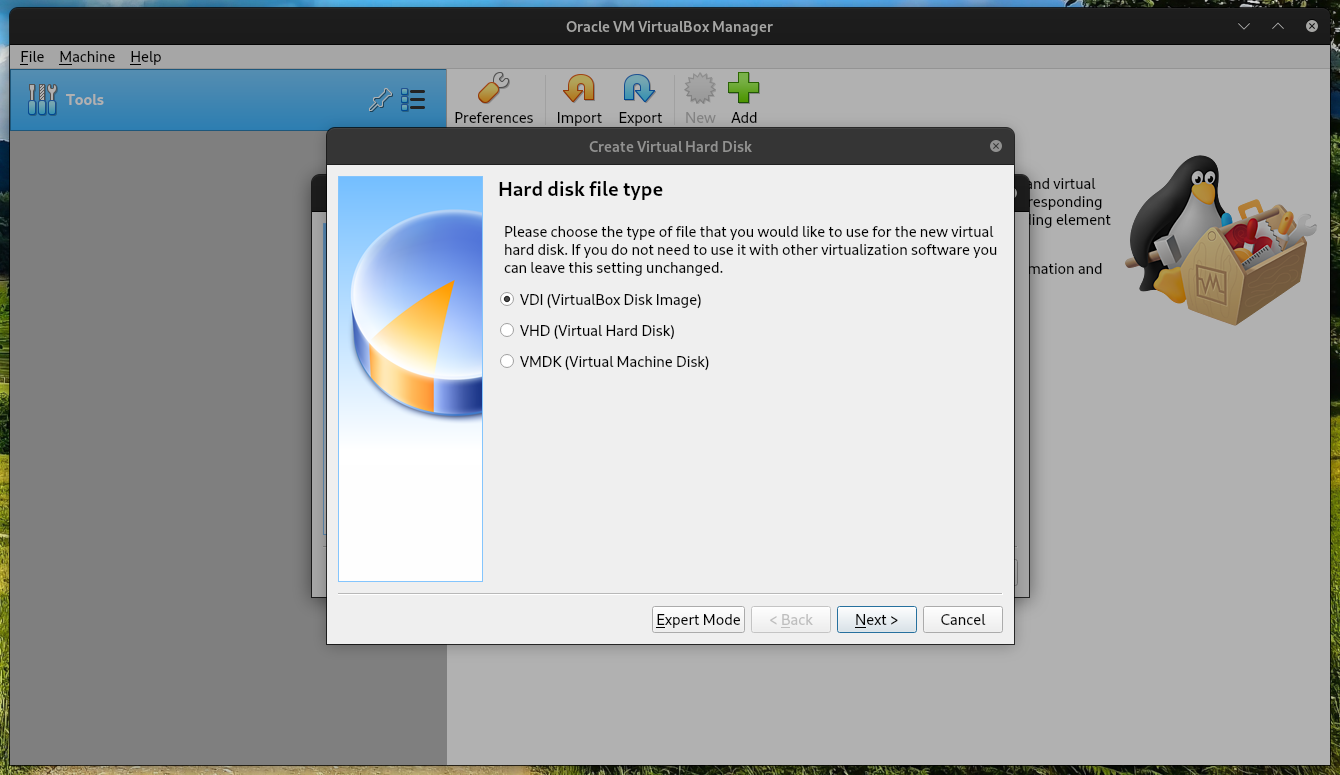 Oracle VM VirtualBox Manager
File Machine Help
Tools
Preferences Import Export New Add
Create Virtual Hard Disk
Hard disk file type
Please choose the type of file that you would like to use for the new virtual
hard disk. If you do not need to use it with other virtualization software you
can leave this setting unchanged.
VDI (VirtualBox Disk Image)
VHD (Virtual Hard Disk)
VMDK (Virtual Machine Disk)
Expert Mode < Back Next > Cancel
and virtual
element
and